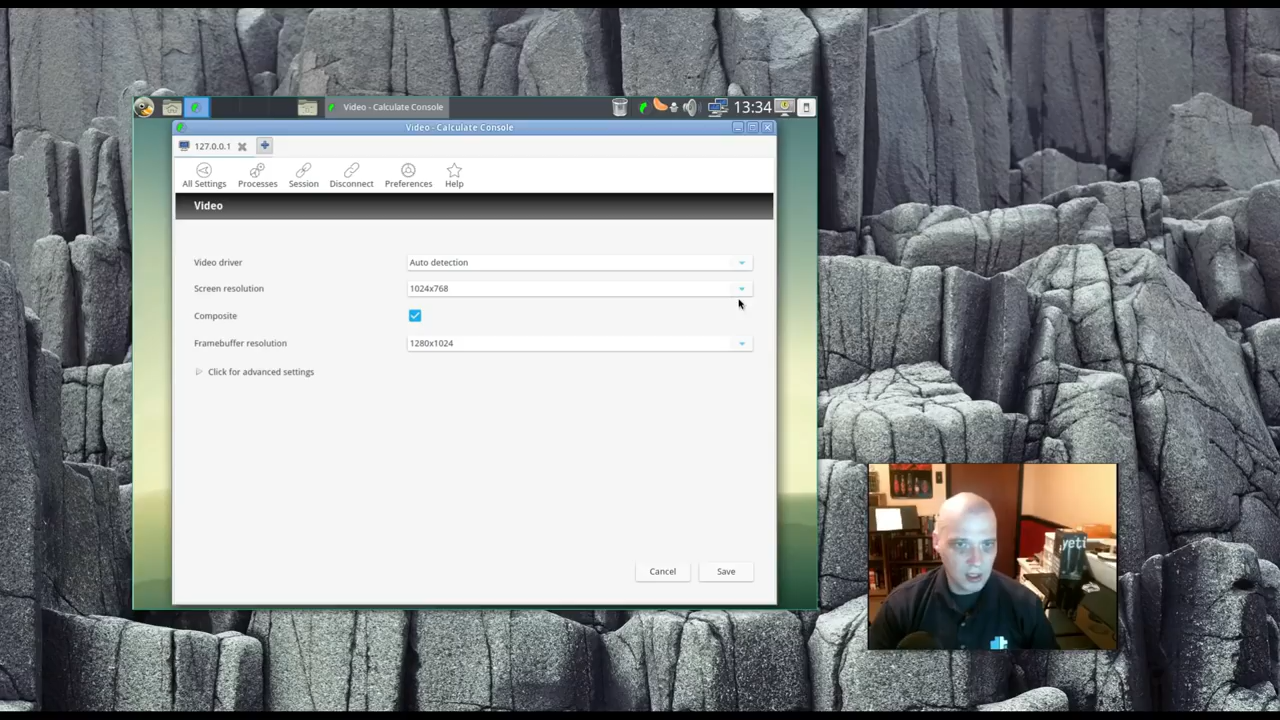 Video - Calculate Console
13:34
Video - Calculate Console
127.0.0.1
All Settings
Processes
Session
Disconnect
Preferences
Help
Video
Video driver
Auto detection
Screen resolution
1024x768
Composite
Framebuffer resolution
1280x1024
Click for advanced settings
Cancel
Save
yeti